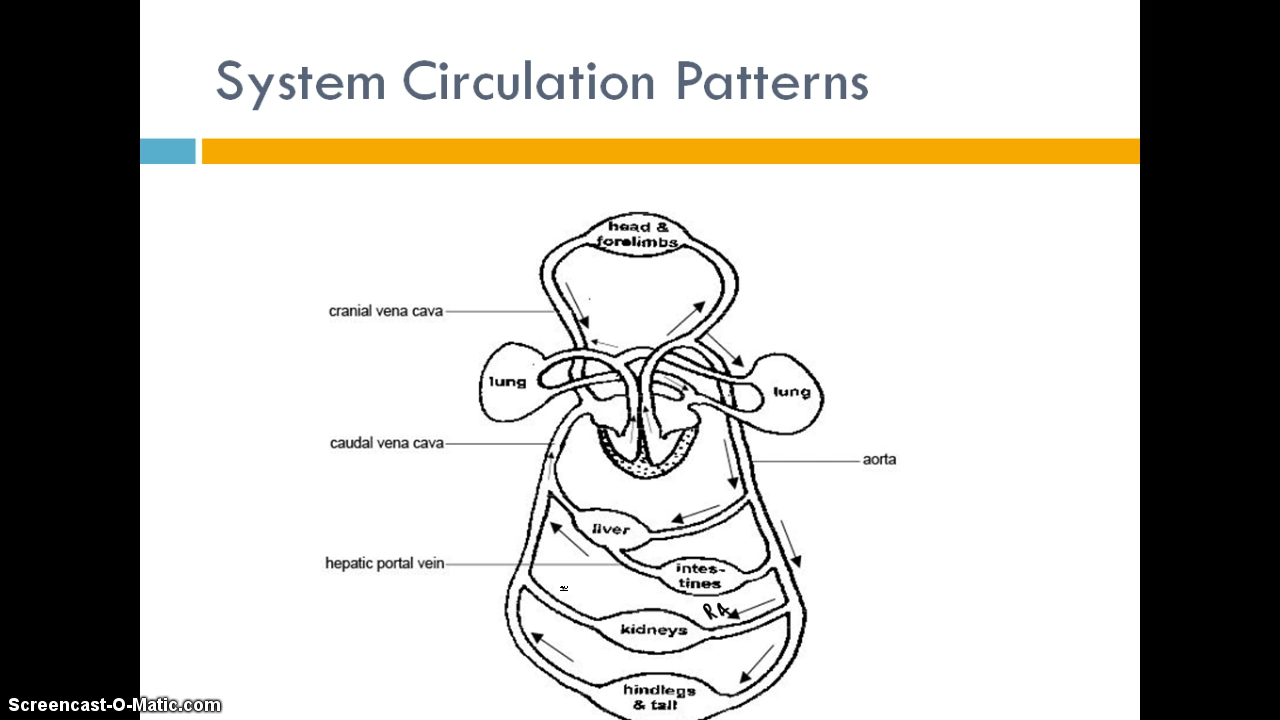 System Circulation Patterns
head &
forelimbs
cranial vena cava
lung
lung
caudal vena cava
aorta
liver
hepatic portal vein
intes-
tines
RA
kidneys
hindlegs
& tail
Screencast-O-Matic.com